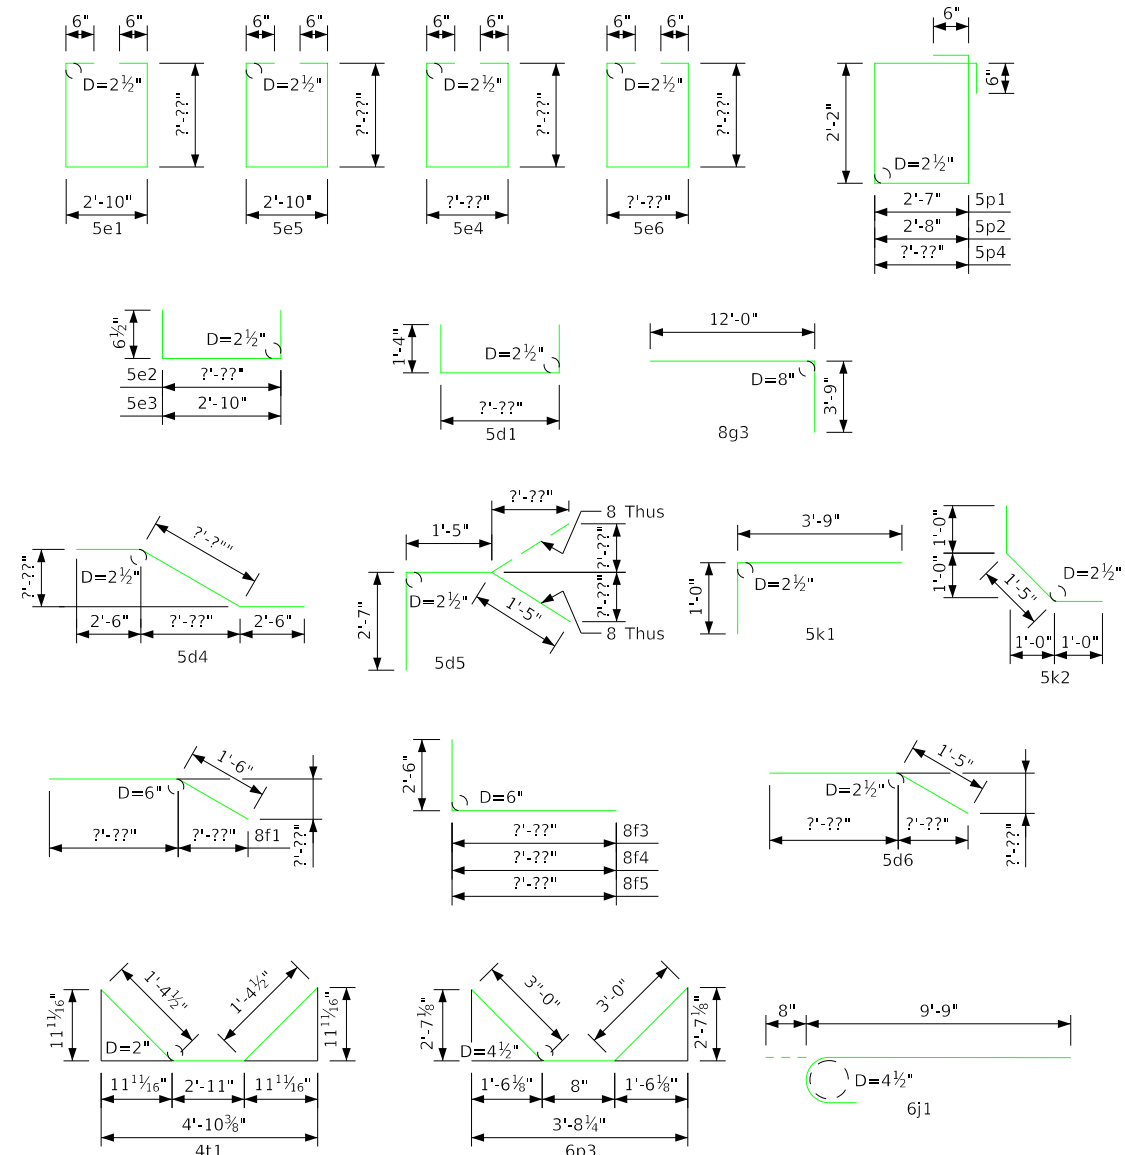 6" 6" 6" 6" 6" 6" 6" 6" 6"
D=2½" D=2½" D=2½" D=2½"
?'-??" ?'-??" ?'-??" ?'-??" 2'-2" 6"
D=2½"
2'-10" 2'-10" ?'-??" ?'-??" 2'-7" 5p1
5e1 5e5 5e4 5e6 2'-8" 5p2
?'-??" 5p4
6½" D=2½" 1'-4" D=2½" 12'-0"
5e2 ?'-??" D=8" 3'-9"
5e3 2'-10" ?'-??"
5d1 8g3
?'-??" 8 Thus
?'-?"" 1'-5" ?'-??" 3'-9" 1'-0"
?'-??" D=2½" D=2½" ?'-??" 1'-0" D=2½" 1'-0" 1'-5" D=2½"
2'-6" ?'-??" 2'-6" 2'-7" 1'-5" 8 Thus 5k1 1'-0" 1'-0"
5d4 5d5 5k2
1'-6" 2'-6" 1'-5"
D=6" D=6" D=2½"
?'-??" ?'-??" 8f1 ?'-??" ?'-??" 8f3 ?'-??" ?'-??" ?'-??"
?'-??" 8f4 5d6
?'-??" 8f5
1'-4½" 1'-4½" 3"-0" 3'-0" 8" 9'-9"
11 11⁄16" 11 11⁄16" 2'-7⅛" 2'-7⅛"
D=2" D=4½" D=4½"
11 11⁄16" 2'-11" 11 11⁄16" 1'-6⅛" 8" 1'-6⅛" 6j1
4'-10⅜" 3'-8¼"
4t1 6p3